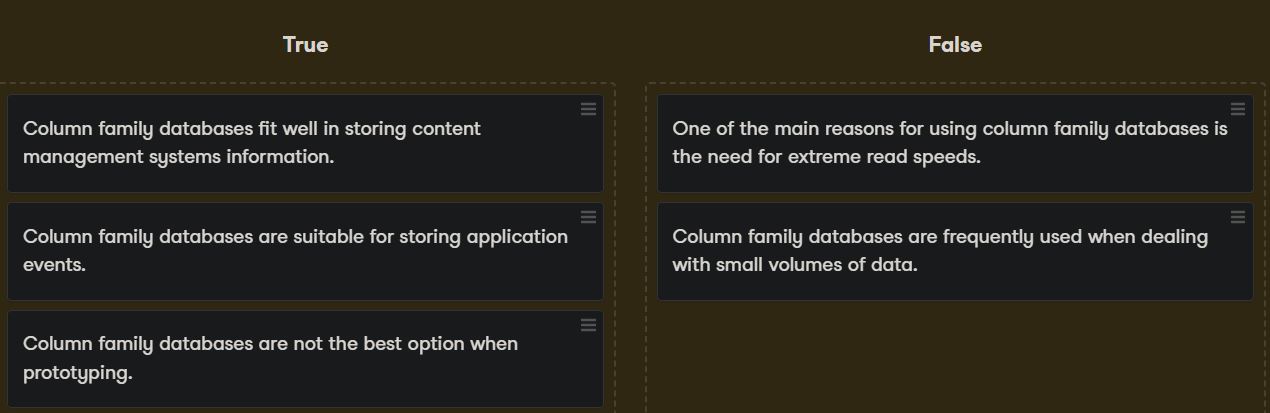 True
Column family databases fit well in storing content
management systems information.
Column family databases are suitable for storing application
events.
Column family databases are not the best option when
prototyping.
False
One of the main reasons for using column family databases is
the need for extreme read speeds.
Column family databases are frequently used when dealing
with small volumes of data.